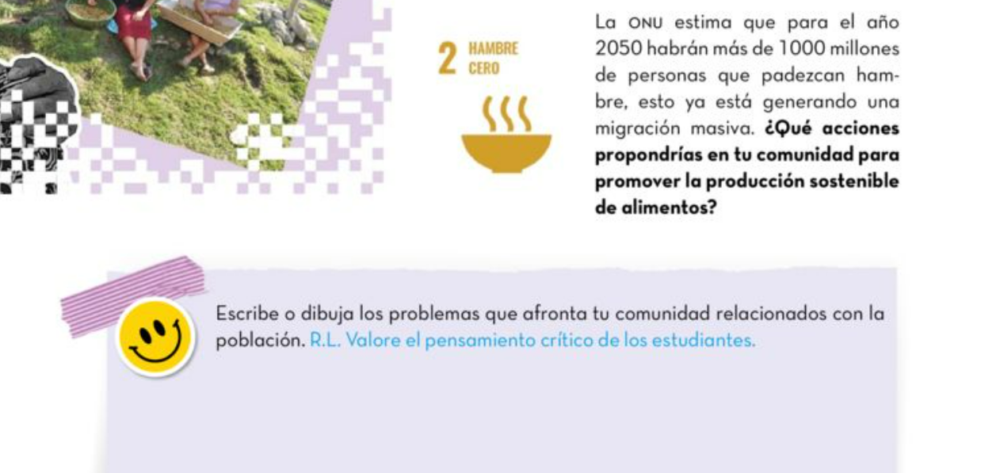 2 HAMBRE
CERO
La ONU estima que para el año
2050 habrán más de 1000 millones
de personas que padezcan ham-
bre, esto ya está generando una
migración masiva. ¿Qué acciones
propondrías en tu comunidad para
promover la producción sostenible
de alimentos?
Escribe o dibuja los problemas que afronta tu comunidad relacionados con la
población. R.L. Valore el pensamiento crítico de los estudiantes.